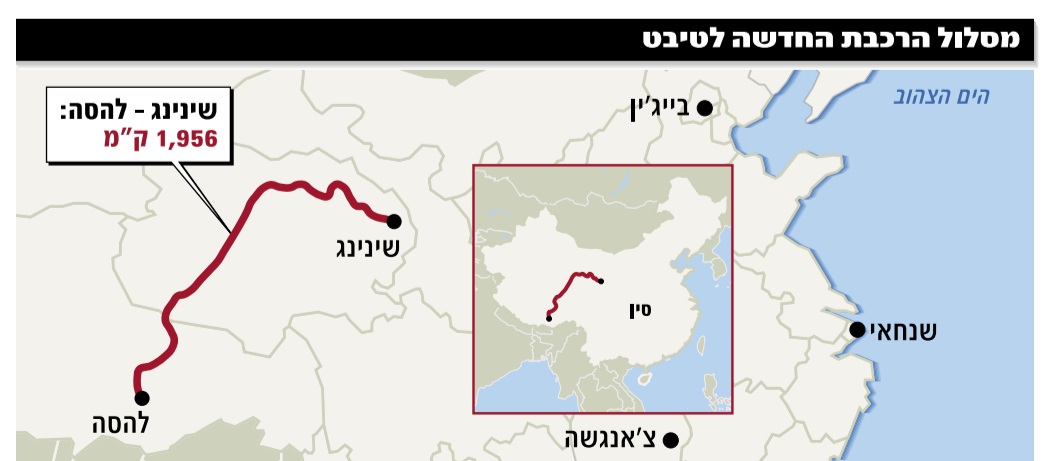 מסלול הרכבת החדשה לטיבט
הים הצהוב
שינינג – להסה:
1,956 ק״מ
בייג'ין
שינינג
סין
שנחאי
להסה
צ'אנגשה